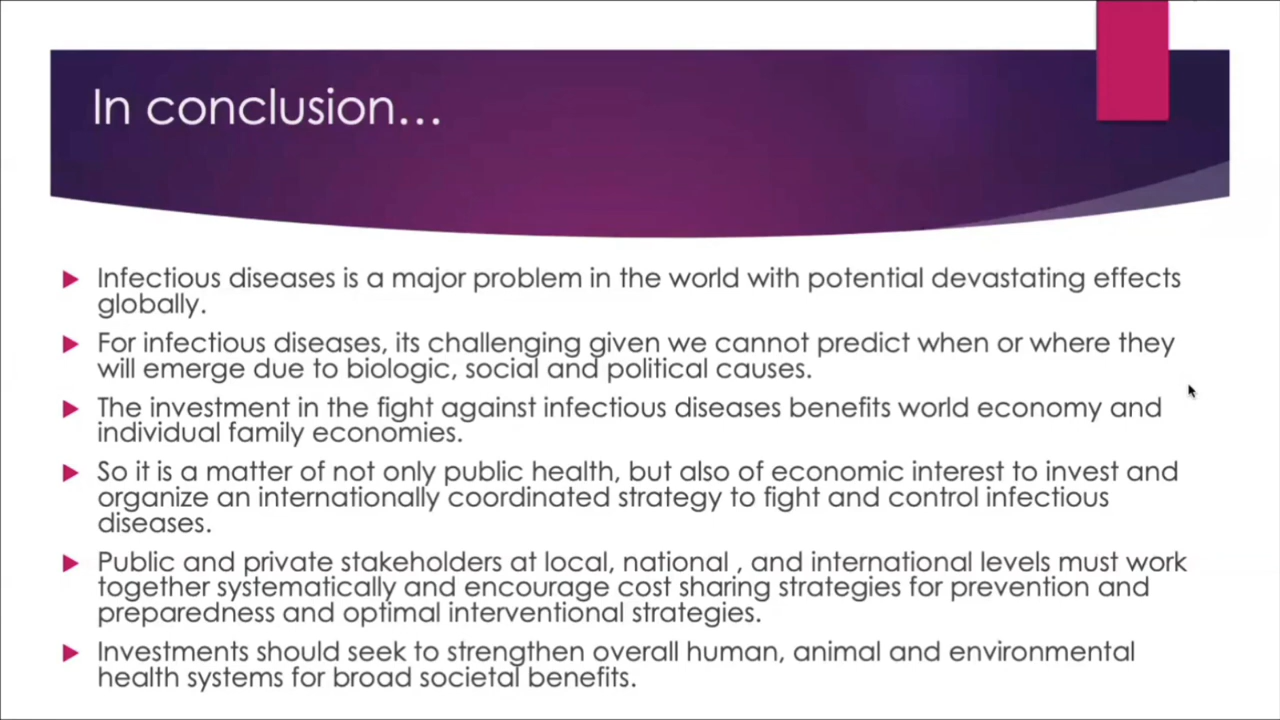 In conclusion...
Infectious diseases is a major problem in the world with potential devastating effects
globally.
For infectious diseases, its challenging given we cannot predict when or where they
will emerge due to biologic, social and political causes.
The investment in the fight against infectious diseases benefits world economy and
individual family economies.
So it is a matter of not only public health, but also of economic interest to invest and
organize an internationally coordinated strategy to fight and control infectious
diseases.
Public and private stakeholders at local, national , and international levels must work
together systematically and encourage cost sharing strategies for prevention and
preparedness and optimal interventional strategies.
Investments should seek to strengthen overall human, animal and environmental
health systems for broad societal benefits.